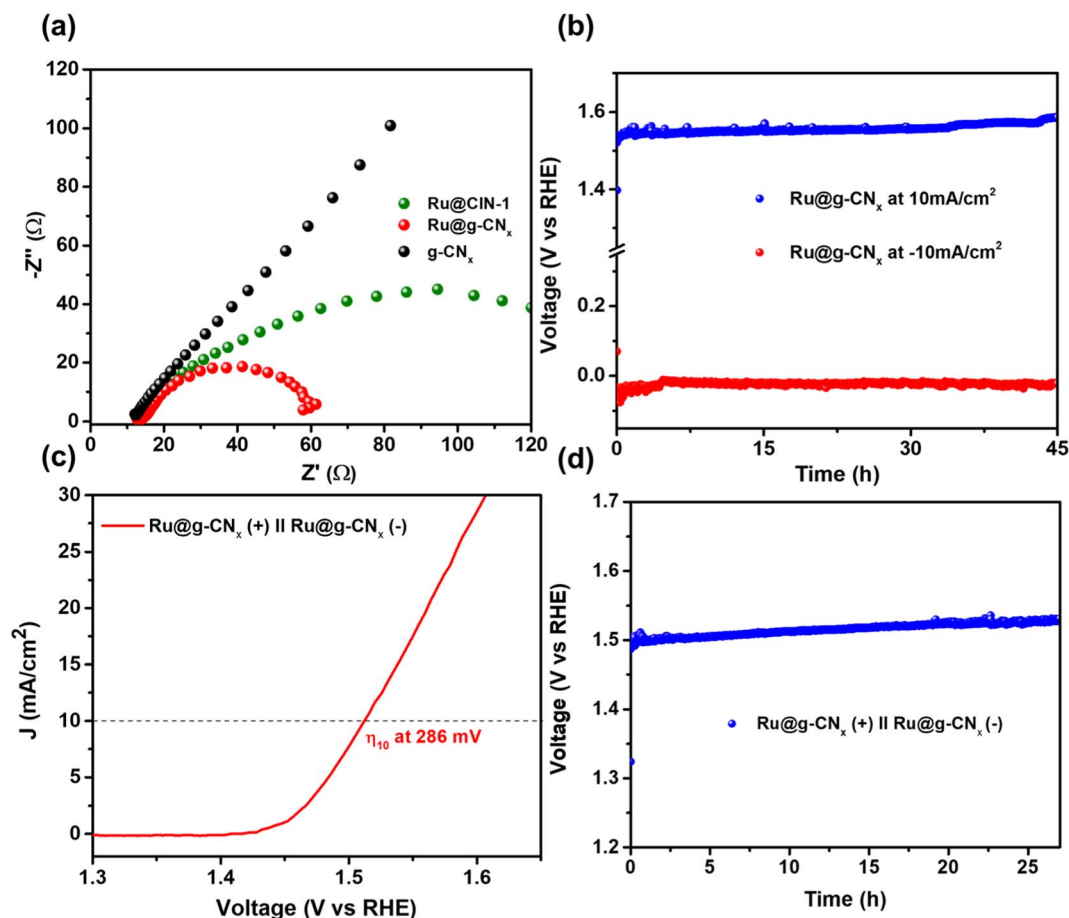 (a)
120
100
80
60
40
20
0
-Z'' (Ω)
Ru@CIN-1
Ru@g-CNₓ
g-CNₓ
0 20 40 60 80 100 120
Z' (Ω)
(b)
1.6
1.4
0.2
0.0
Voltage (V vs RHE)
Ru@g-CNₓ at 10mA/cm²
Ru@g-CNₓ at -10mA/cm²
0 15 30 45
Time (h)
(c)
30
25
20
15
10
5
0
J (mA/cm²)
Ru@g-CNₓ (+) II Ru@g-CNₓ (-)
η₁₀ at 286 mV
1.3 1.4 1.5 1.6
Voltage (V vs RHE)
(d)
1.7
1.6
1.5
1.4
1.3
1.2
Voltage (V vs RHE)
Ru@g-CNₓ (+) II Ru@g-CNₓ (-)
0 5 10 15 20 25
Time (h)